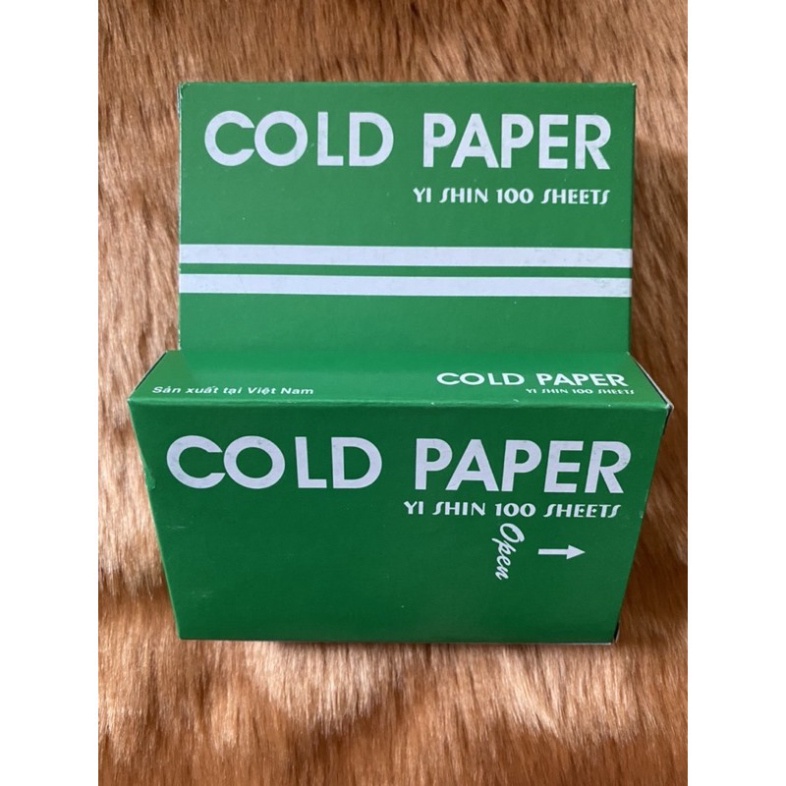 COLD PAPER
YI SHIN 100 SHEETS
Sản xuất tại Việt Nam
COLD PAPER
YI SHIN 100 SHEETS
COLD PAPER
YI SHIN 100 SHEETS
Open